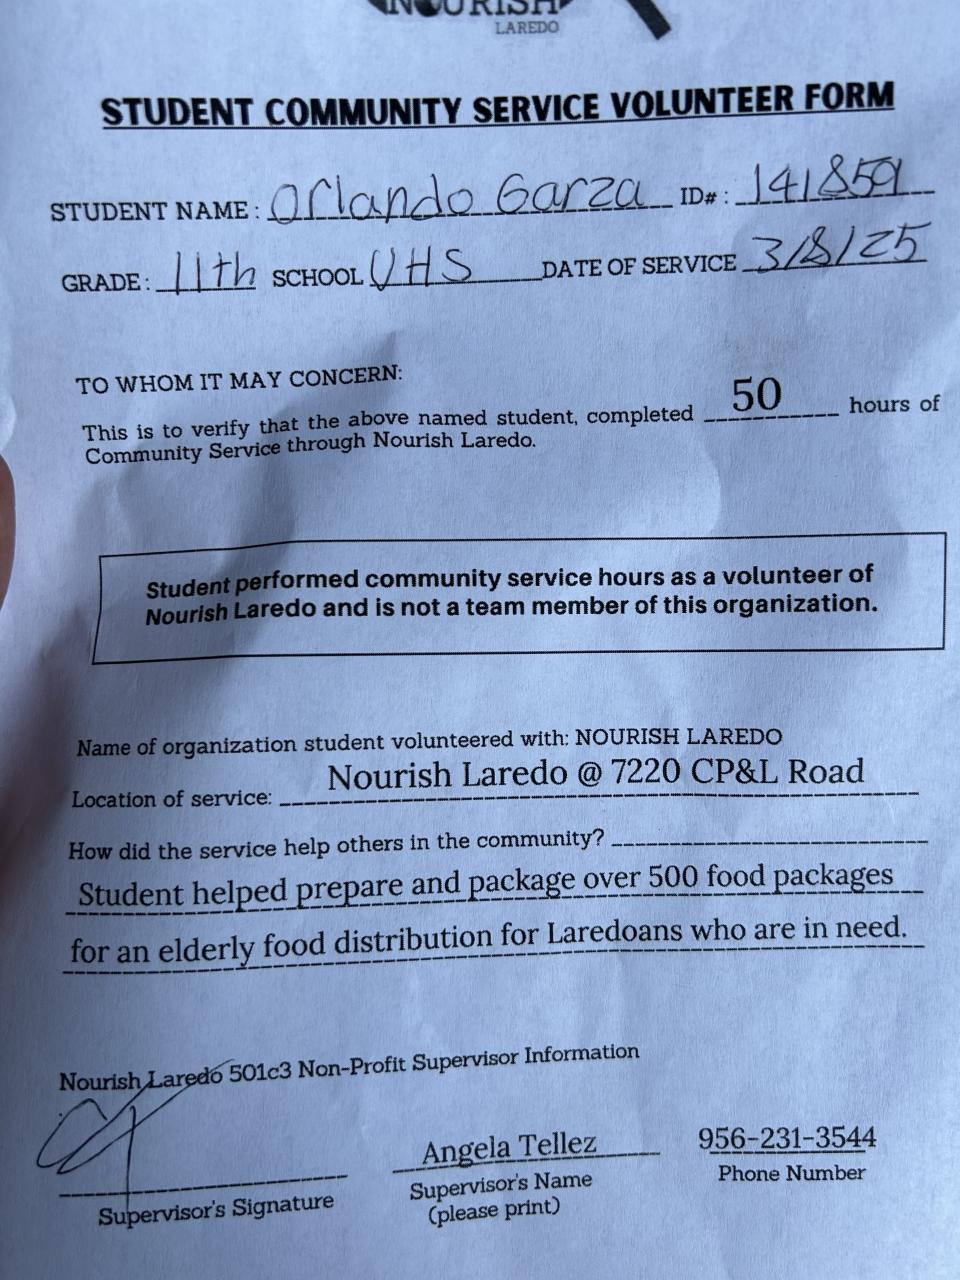 NOURISH
LAREDO
STUDENT COMMUNITY SERVICE VOLUNTEER FORM
STUDENT NAME: Orlando Garza ID#: 141859
GRADE: 11th SCHOOL UHS DATE OF SERVICE 3/8/25
TO WHOM IT MAY CONCERN:
This is to verify that the above named student, completed 50 hours of
Community Service through Nourish Laredo.
Student performed community service hours as a volunteer of
Nourish Laredo and is not a team member of this organization.
Name of organization student volunteered with: NOURISH LAREDO
Location of service: Nourish Laredo @ 7220 CP&L Road
How did the service help others in the community?
Student helped prepare and package over 500 food packages
for an elderly food distribution for Laredoans who are in need.
Nourish Laredo 501c3 Non-Profit Supervisor Information
Angela Tellez 956-231-3544
Supervisor's Signature Supervisor's Name Phone Number
(please print)